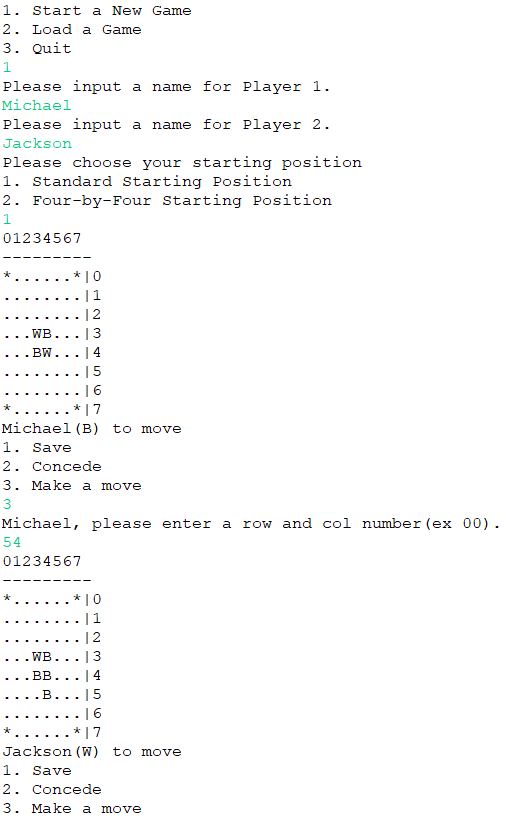 1. Start a New Game
2. Load a Game
3. Quit
1
Please input a name for Player 1.
Michael
Please input a name for Player 2.
Jackson
Please choose your starting position
1. Standard Starting Position
2. Four-by-Four Starting Position
1
01234567
---------
*......*|0
........|1
........|2
...WB...|3
...BW...|4
........|5
........|6
*......*|7
Michael(B) to move
1. Save
2. Concede
3. Make a move
3
Michael, please enter a row and col number(ex 00).
54
01234567
---------
*......*|0
........|1
........|2
...WB...|3
...BB...|4
....B...|5
........|6
*......*|7
Jackson(W) to move
1. Save
2. Concede
3. Make a move